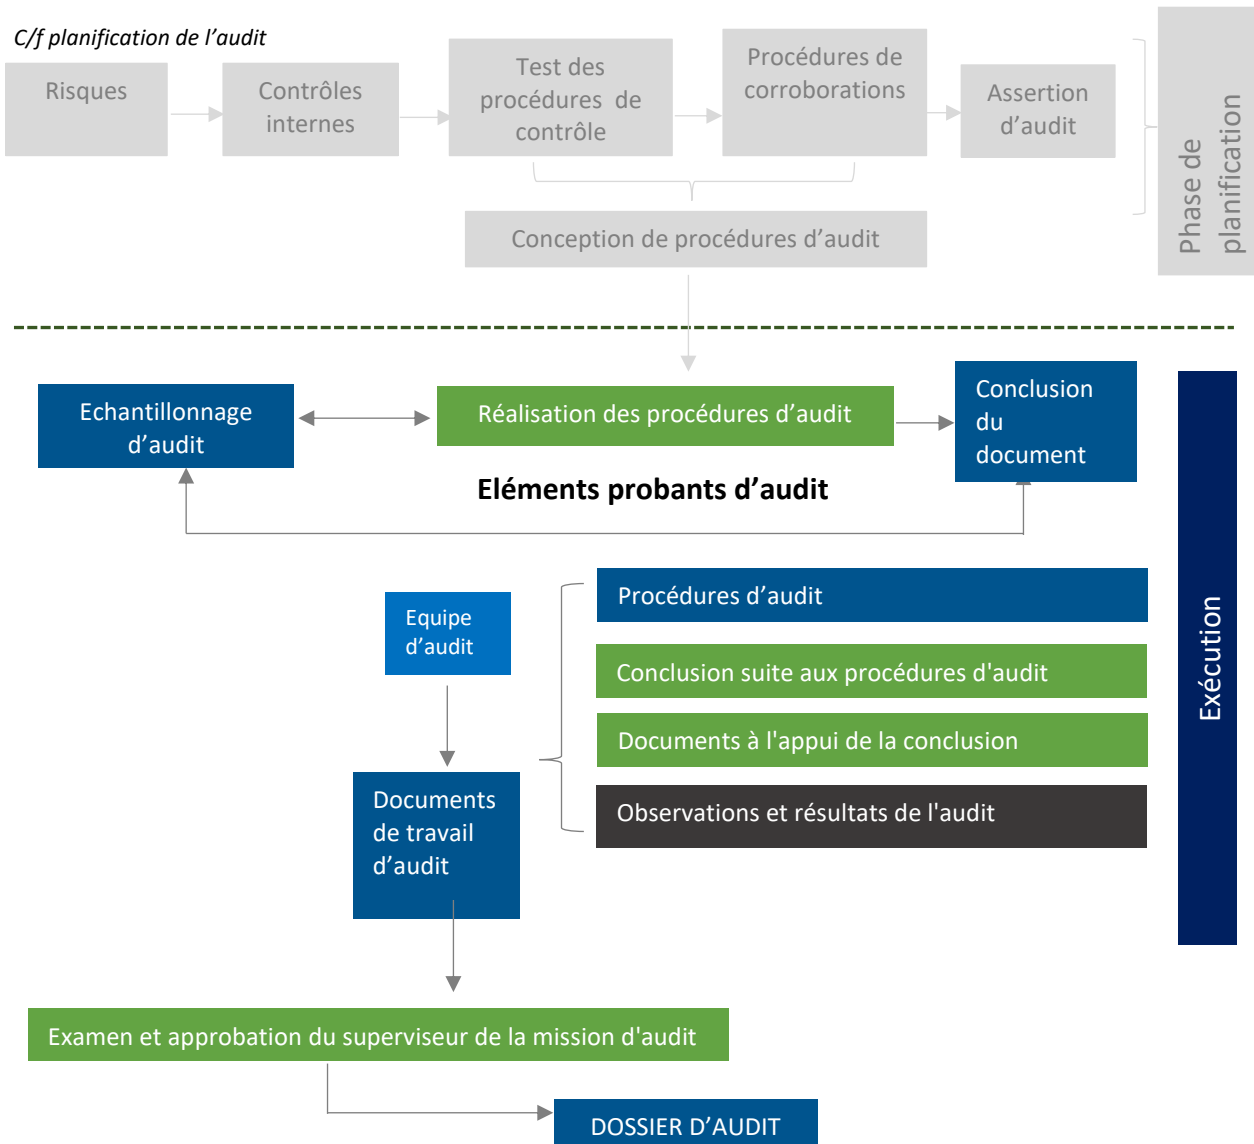 C/f planification de l’audit
Risques
Contrôles
internes
Test des
procédures de
contrôle
Procédures de
corroborations
Assertion
d’audit
Phase de
planification
Conception de procédures d’audit
Echantillonnage
d’audit
Réalisation des procédures d’audit
Conclusion
du
document
Eléments probants d’audit
Exécution
Equipe
d’audit
Procédures d’audit
Conclusion suite aux procédures d'audit
Documents à l'appui de la conclusion
Observations et résultats de l'audit
Documents
de travail
d’audit
Examen et approbation du superviseur de la mission d'audit
DOSSIER D’AUDIT